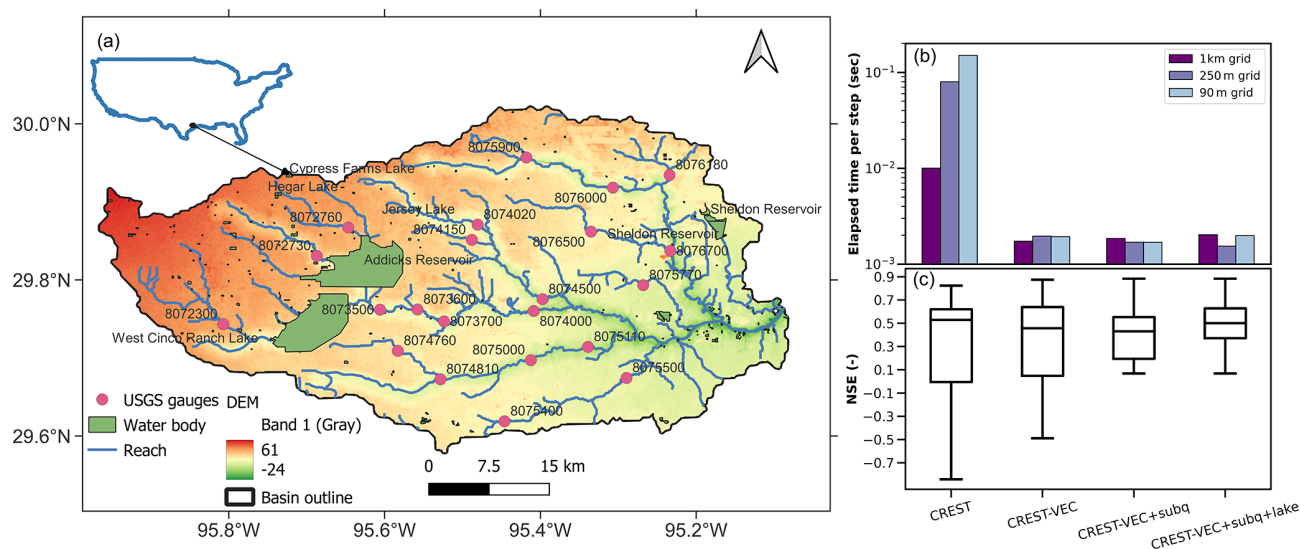 (a)
30.0°N
29.8°N
29.6°N
95.8°W
95.6°W
95.4°W
95.2°W
Cypress Farms Lake
Hegar Lake
Jersey Lake
Sheldon Reservoir
Sheldon Reservoir
Addicks Reservoir
West Cinco Ranch Lake
8075900
8076180
8076000
8072760
8074020
8074150
8076500
8072730
8076700
8075770
8074500
8073600
8073500
8073700
8074000
8072300
8074760
8075000
8075110
8074810
8075500
8075400
USGS gauges
Water body
Reach
DEM
Band 1 (Gray)
61
-24
Basin outline
0 7.5 15 km
(b)
Elapsed time per step (sec)
10⁻¹
10⁻²
10⁻³
1km grid
250 m grid
90 m grid
(c)
NSE (-)
0.9
0.7
0.5
0.3
0.1
−0.1
−0.3
−0.5
−0.7
CREST
CREST-VEC
CREST-VEC+subq
CREST-VEC+subq+lake